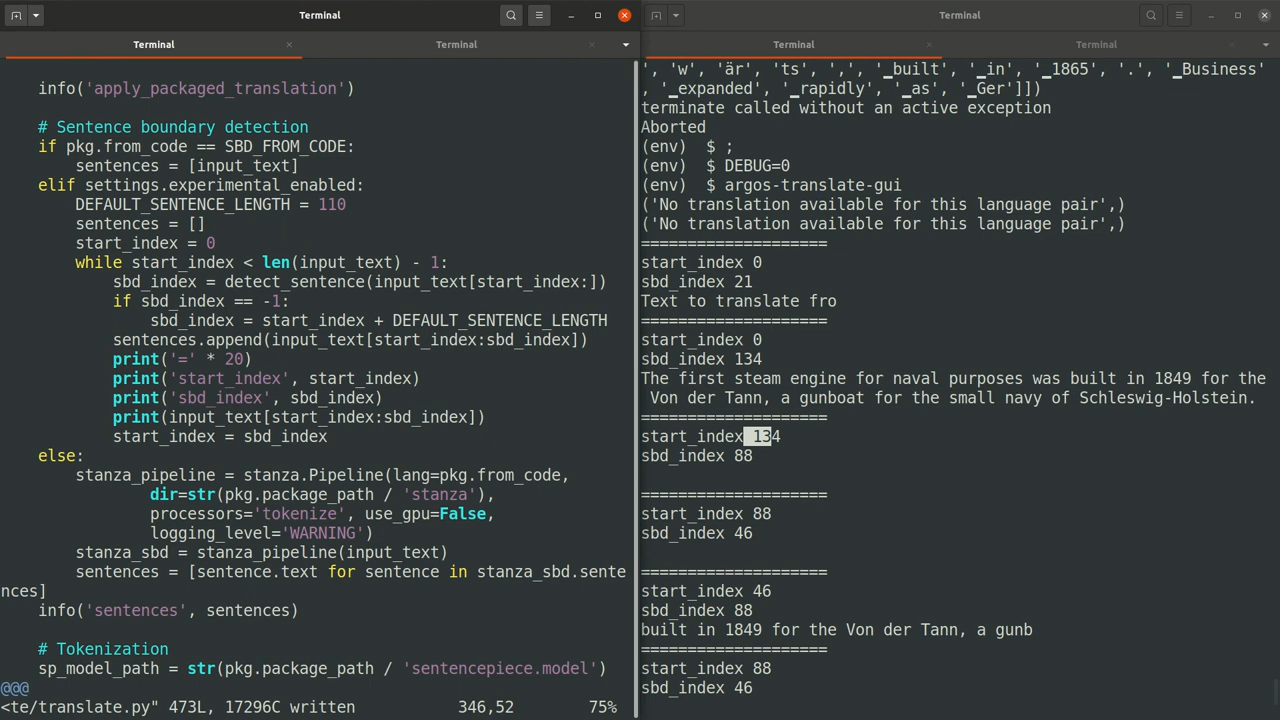 Terminal
Terminal
Terminal
info('apply_packaged_translation')
# Sentence boundary detection
if pkg.from_code == SBD_FROM_CODE:
sentences = [input_text]
elif settings.experimental_enabled:
DEFAULT_SENTENCE_LENGTH = 110
sentences = []
start_index = 0
while start_index < len(input_text) - 1:
sbd_index = detect_sentence(input_text[start_index:])
if sbd_index == -1:
sbd_index = start_index + DEFAULT_SENTENCE_LENGTH
sentences.append(input_text[start_index:sbd_index])
print('=' * 20)
print('start_index', start_index)
print('sbd_index', sbd_index)
print(input_text[start_index:sbd_index])
start_index = sbd_index
else:
stanza_pipeline = stanza.Pipeline(lang=pkg.from_code,
dir=str(pkg.package_path / 'stanza'),
processors='tokenize', use_gpu=False,
logging_level='WARNING')
stanza_sbd = stanza_pipeline(input_text)
sentences = [sentence.text for sentence in stanza_sbd.sente
nces]
info('sentences', sentences)
# Tokenization
sp_model_path = str(pkg.package_path / 'sentencepiece.model')
@@@
<te/translate.py" 473L, 17296C written 346,52 75%
Terminal
Terminal
Terminal
', 'w', 'är', 'ts', ',', '▁built', '▁in', '▁1865', '.', '▁Business'
, '▁expanded', '▁rapidly', '▁as', '▁Ger']])
terminate called without an active exception
Aborted
(env)  $ ;
(env)  $ DEBUG=0
(env)  $ argos-translate-gui
('No translation available for this language pair',)
('No translation available for this language pair',)
====================
start_index 0
sbd_index 21
Text to translate fro
====================
start_index 0
sbd_index 134
The first steam engine for naval purposes was built in 1849 for the
Von der Tann, a gunboat for the small navy of Schleswig-Holstein.
====================
start_index 134
sbd_index 88
====================
start_index 88
sbd_index 46
====================
start_index 46
sbd_index 88
built in 1849 for the Von der Tann, a gunb
====================
start_index 88
sbd_index 46